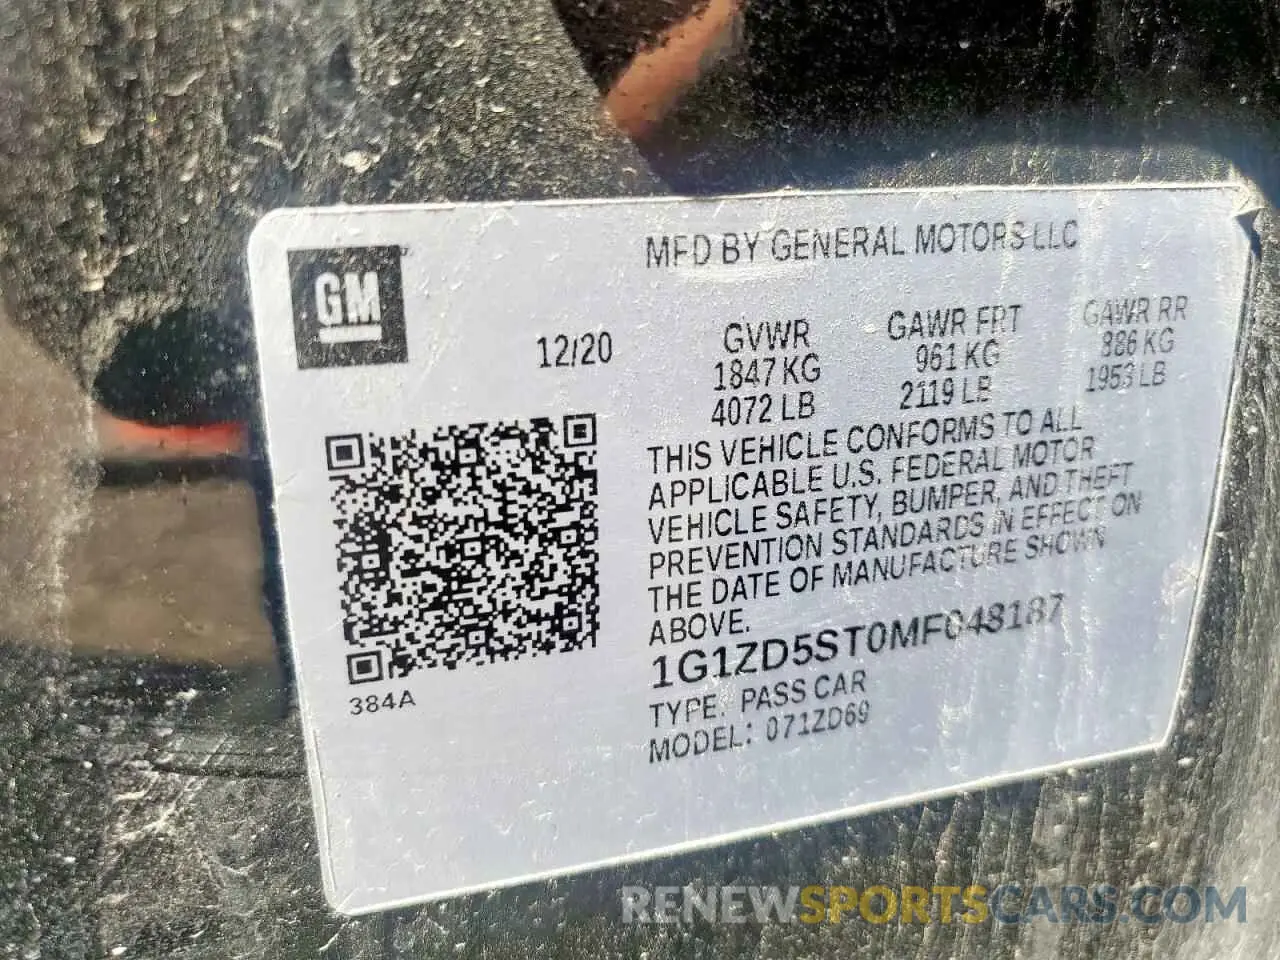 GM
MFD BY GENERAL MOTORS LLC
12/20
GVWR GAWR FRT GAWR RR
1847 KG 961 KG 886 KG
4072 LB 2119 LB 1953 LB
THIS VEHICLE CONFORMS TO ALL
APPLICABLE U.S. FEDERAL MOTOR
VEHICLE SAFETY, BUMPER, AND THEFT
PREVENTION STANDARDS IN EFFECT ON
THE DATE OF MANUFACTURE SHOWN
ABOVE.
1G1ZD5ST0MF048187
TYPE: PASS CAR
MODEL: 071ZD69
384A
RENEWSPORTSCARS.COM